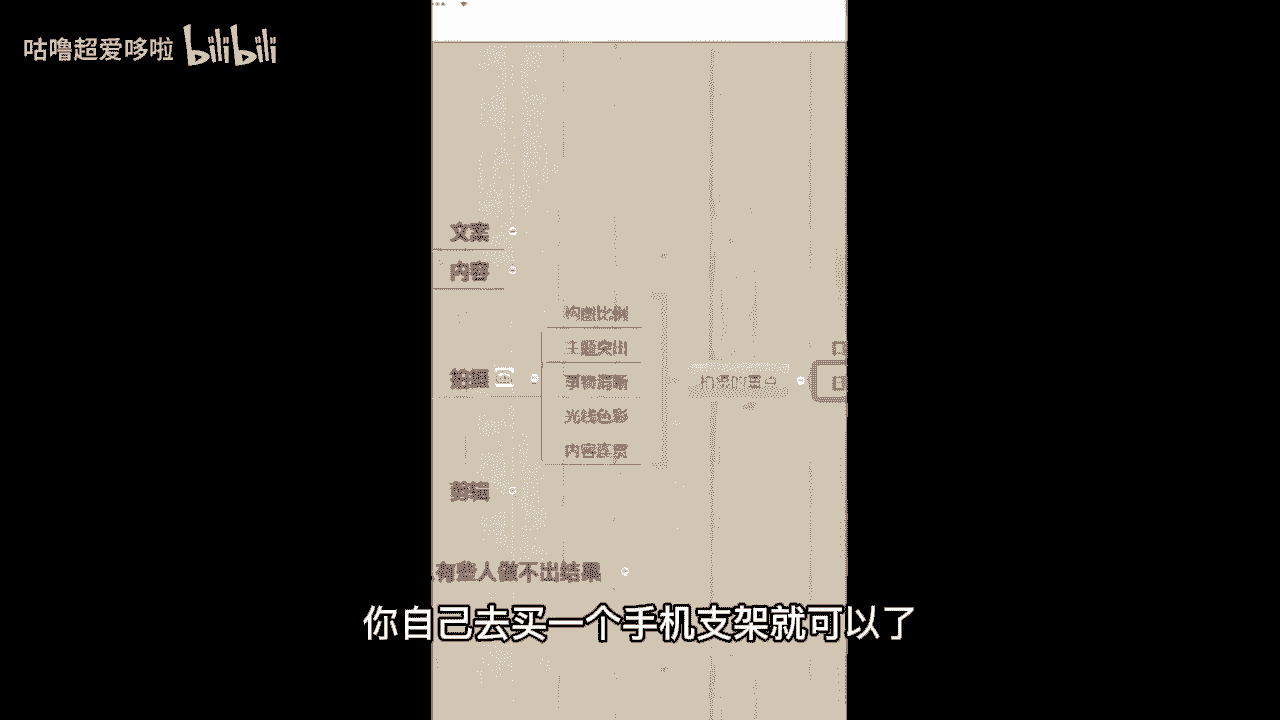 咕噜超爱哆啦 bilibili
文案
内容
构图比例
主题突出
拍摄
事物清晰
拍摄的重点
光线色彩
内容连贯
剪辑
有些人做不出结果
你自己去买一个手机支架就可以了